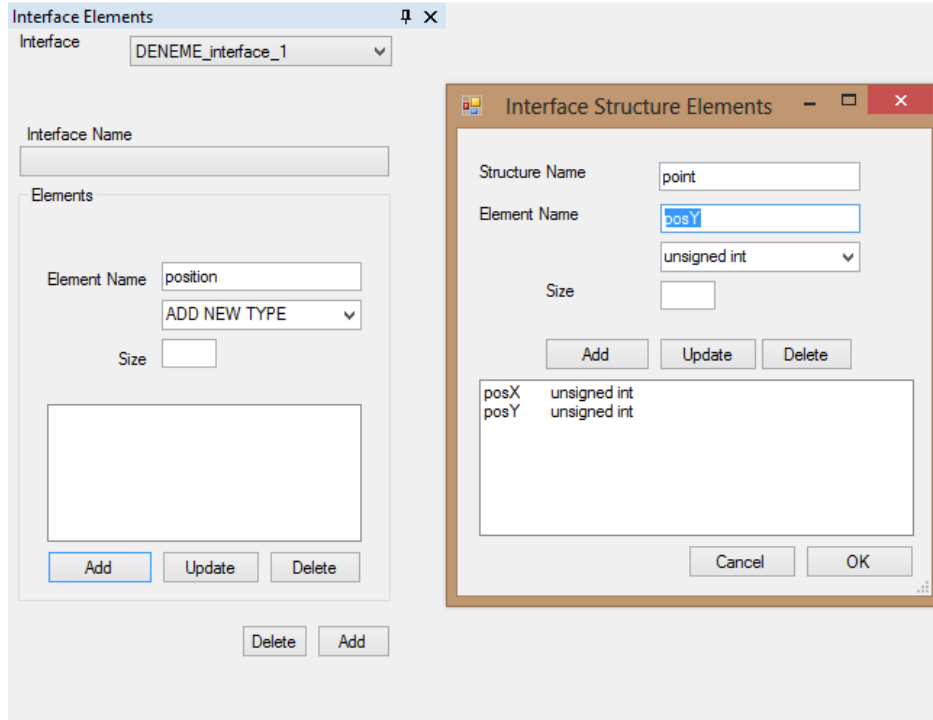 Interface Elements
Interface
DENEME_interface_1
Interface Name
Elements
Element Name
position
ADD NEW TYPE
Size
Add
Update
Delete
Delete
Add
Interface Structure Elements
Structure Name
point
Element Name
posY
unsigned int
Size
Add
Update
Delete
posX unsigned int
posY unsigned int
Cancel
OK